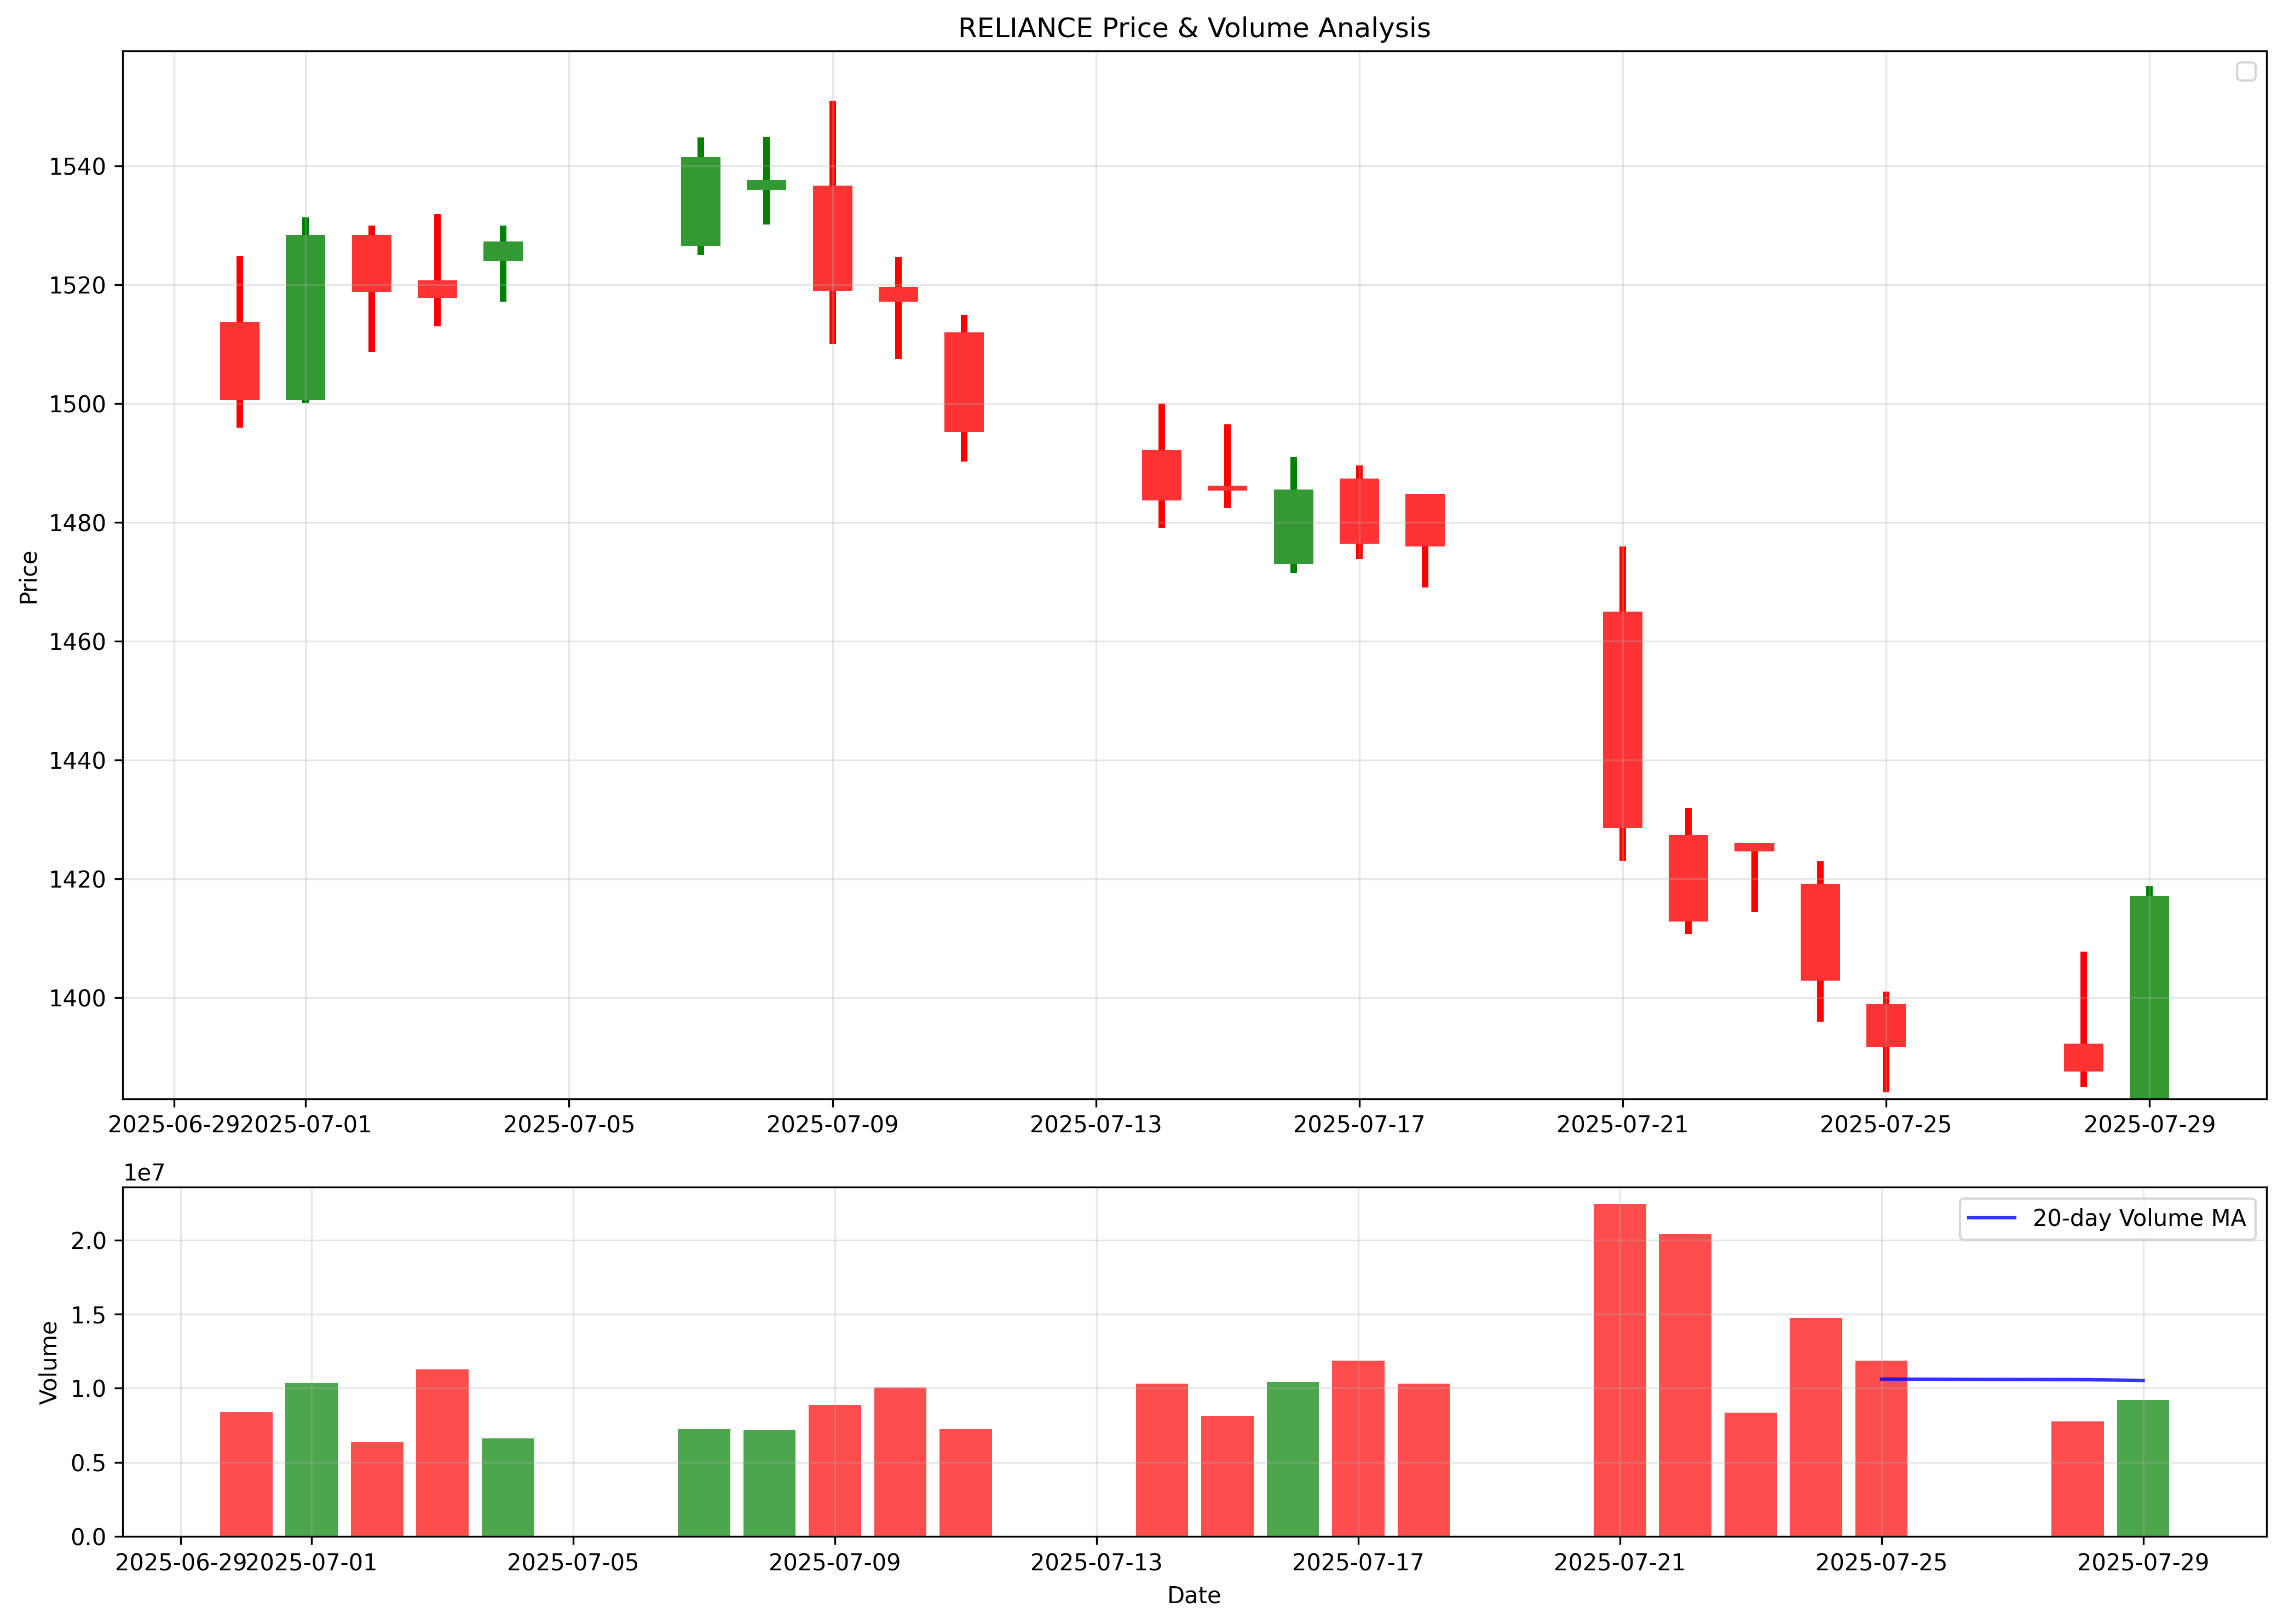 RELIANCE Price & Volume Analysis
Price
1540
1520
1500
1480
1460
1440
1420
1400
2025-06-29 2025-07-01 2025-07-05 2025-07-09 2025-07-13 2025-07-17 2025-07-21 2025-07-25 2025-07-29
1e7
20-day Volume MA
Volume
2.0
1.5
1.0
0.5
0.0
2025-06-29 2025-07-01 2025-07-05 2025-07-09 2025-07-13 2025-07-17 2025-07-21 2025-07-25 2025-07-29
Date